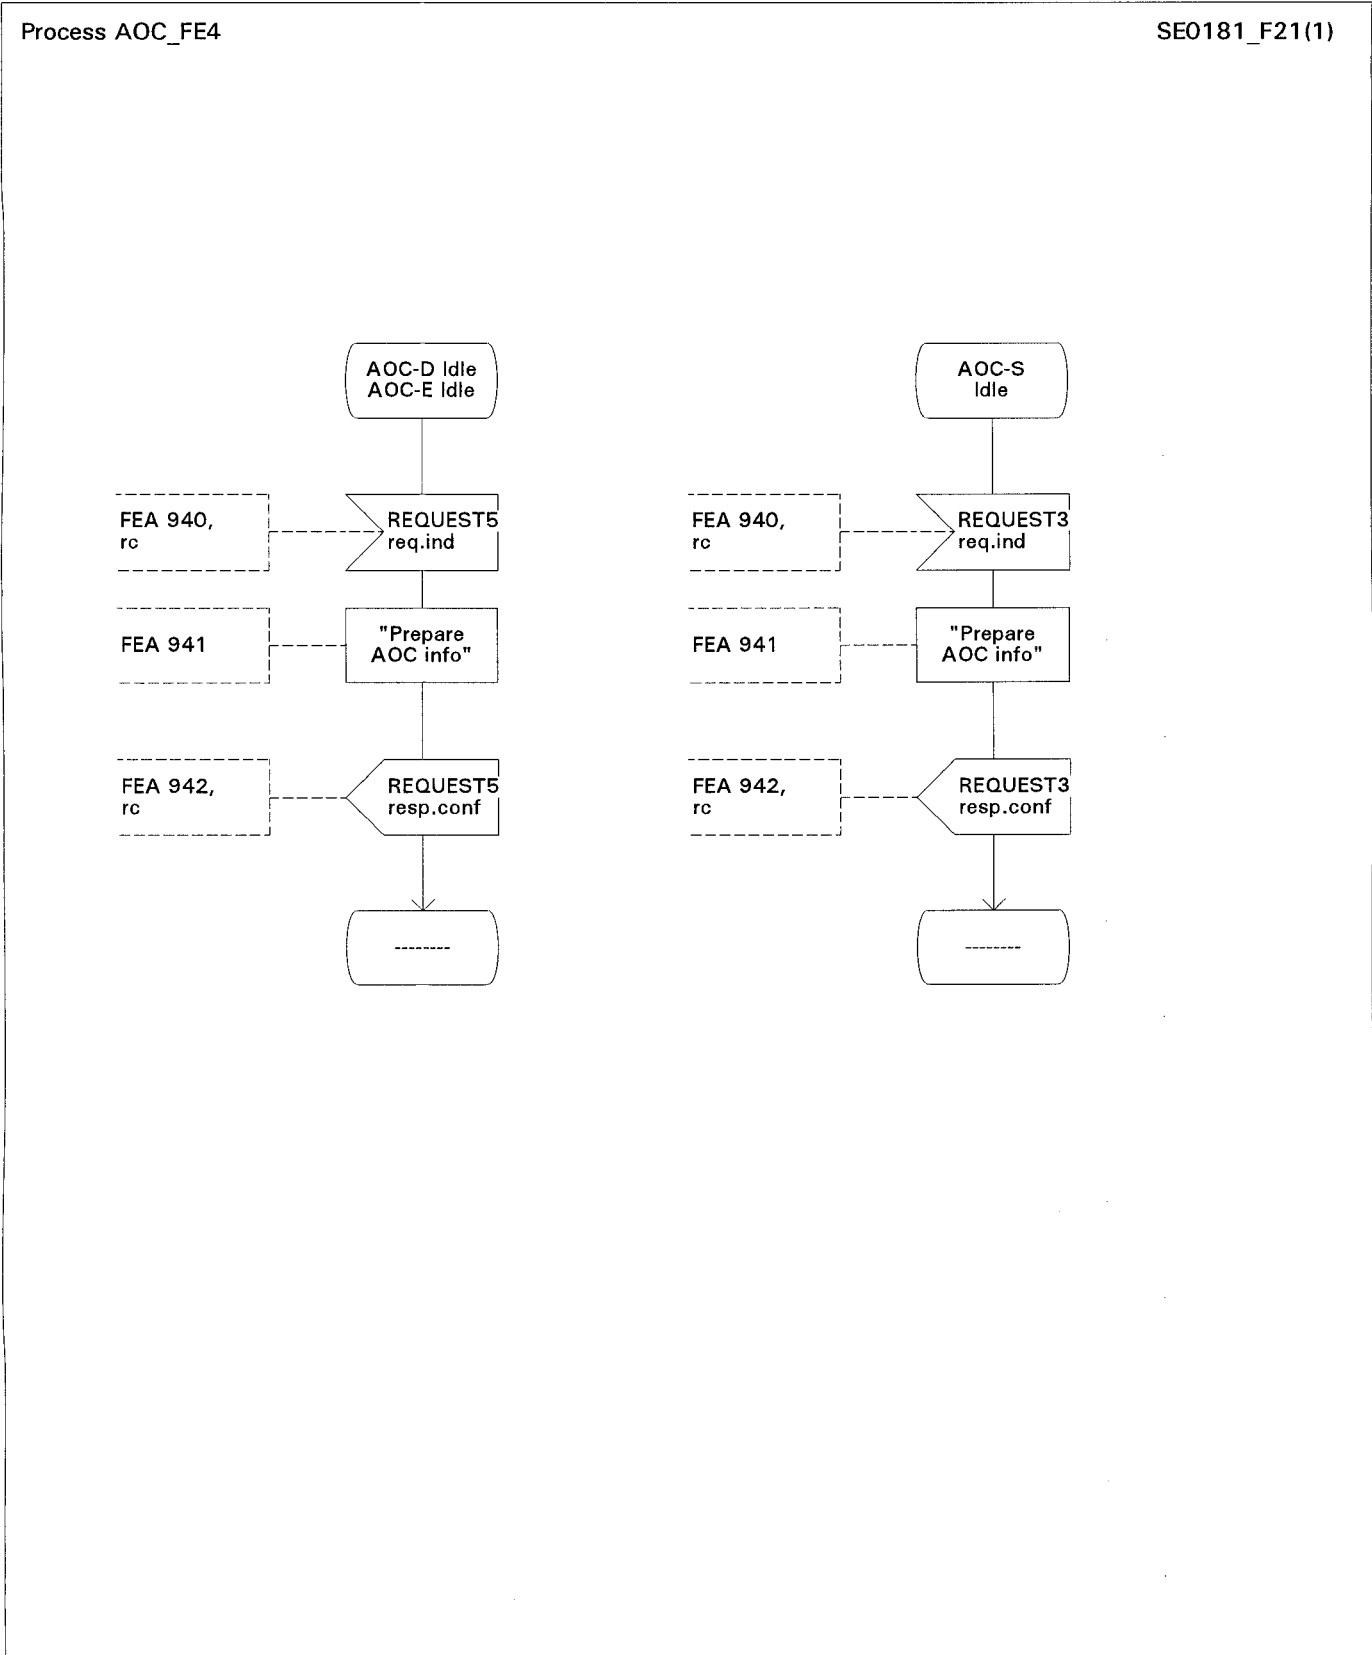 Process AOC_FE4
SE0181_F21(1)
AOC-D Idle
AOC-E Idle
FEA 940,
rc
REQUEST5
req.ind
FEA 941
"Prepare
AOC info"
FEA 942,
rc
REQUEST5
resp.conf
--------
AOC-S
Idle
FEA 940,
rc
REQUEST3
req.ind
FEA 941
"Prepare
AOC info"
FEA 942,
rc
REQUEST3
resp.conf
--------